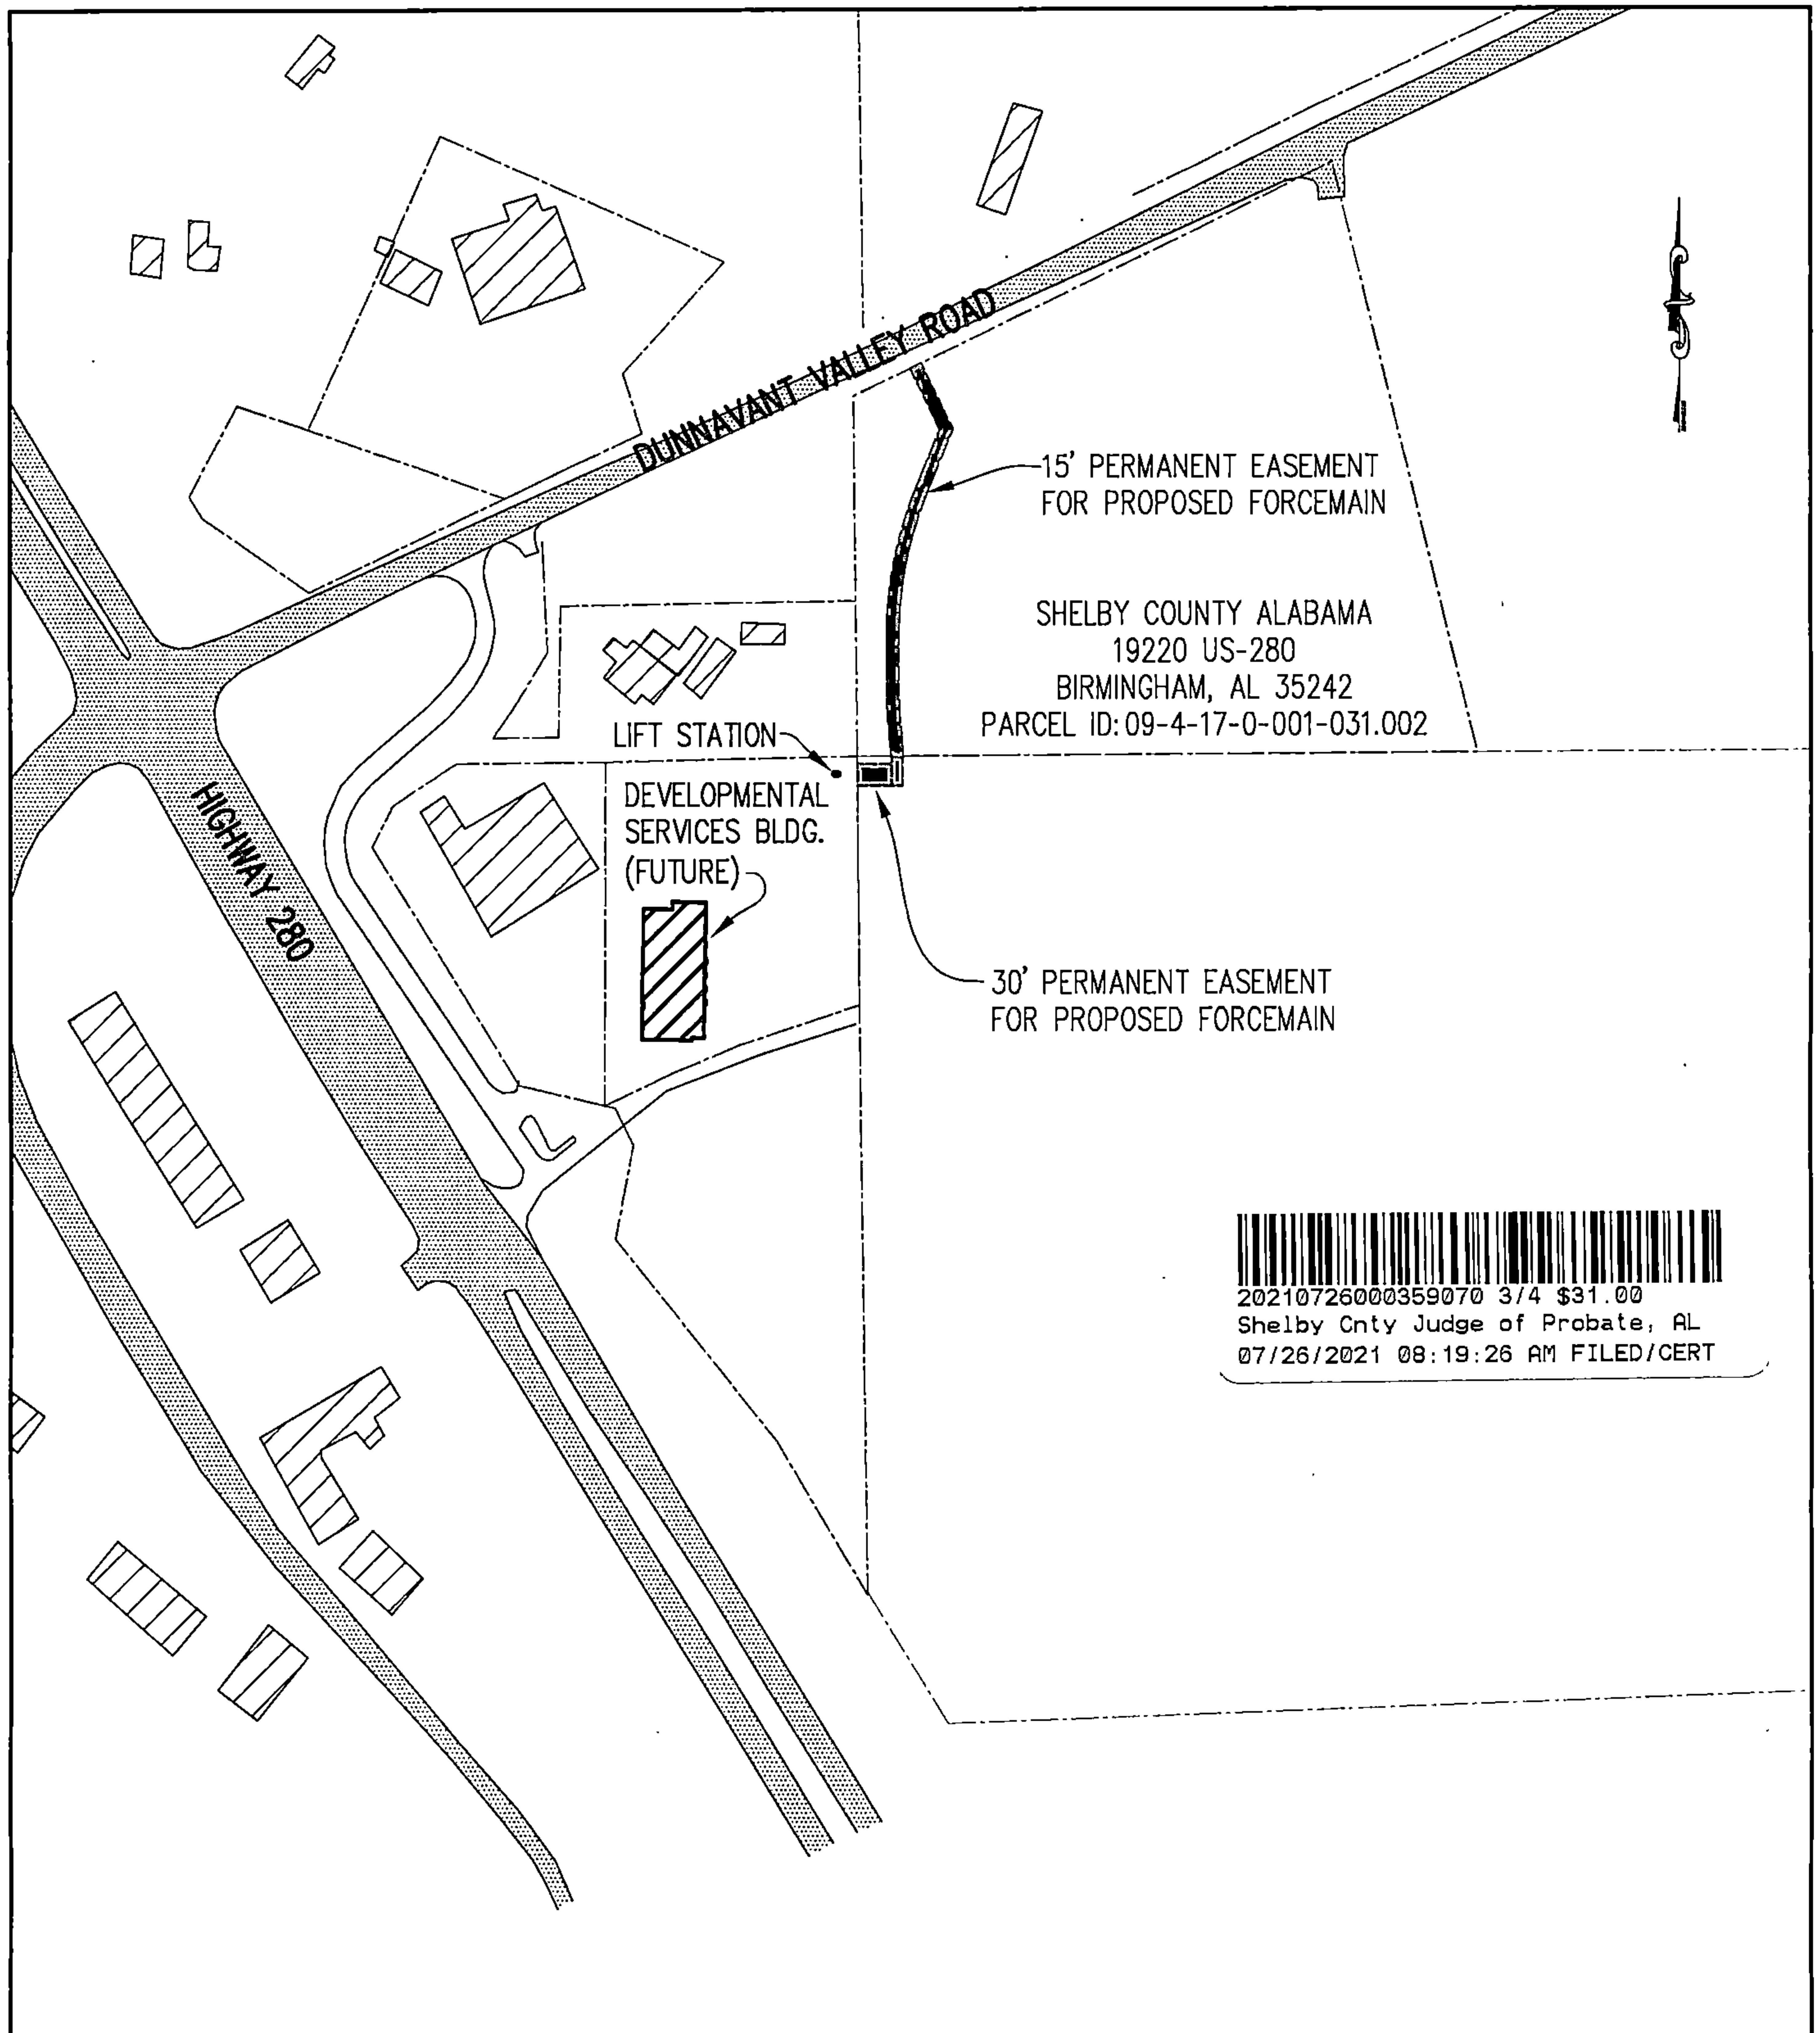 DUNNAVANT VALLEY ROAD
15' PERMANENT EASEMENT
FOR PROPOSED FORCEMAIN
SHELBY COUNTY ALABAMA
19220 US-280
BIRMINGHAM, AL 35242
PARCEL ID: 09-4-17-0-001-031.002
LIFT STATION
DEVELOPMENTAL
SERVICES BLDG.
(FUTURE)
HIGHWAY 280
30' PERMANENT EASEMENT
FOR PROPOSED FORCEMAIN
20210726000359070 3/4 $31.00
Shelby Cnty Judge of Probate, AL
07/26/2021 08:19:26 AM FILED/CERT